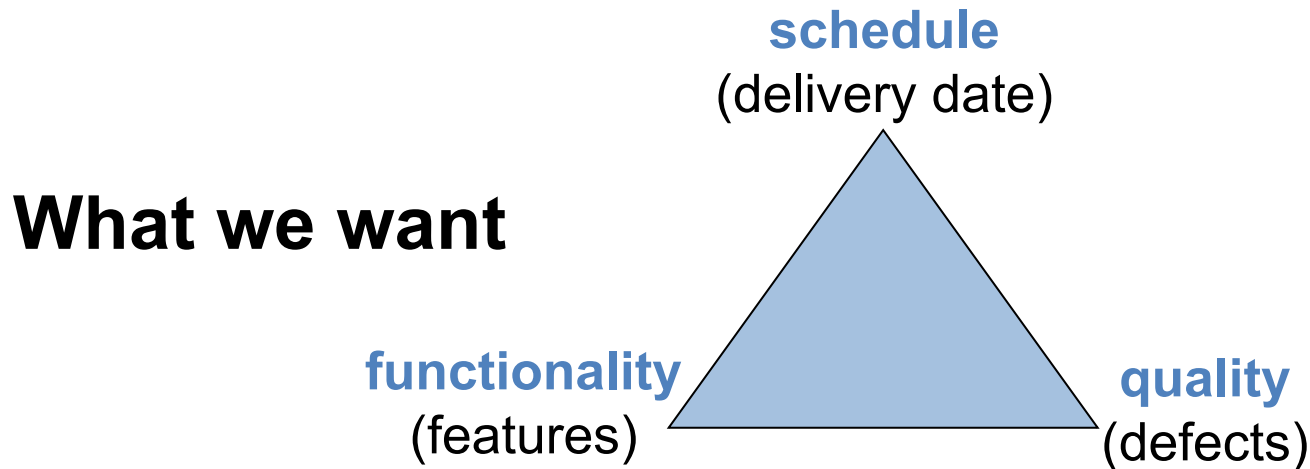 schedule
(delivery date)
What we want
functionality
(features)
quality
(defects)